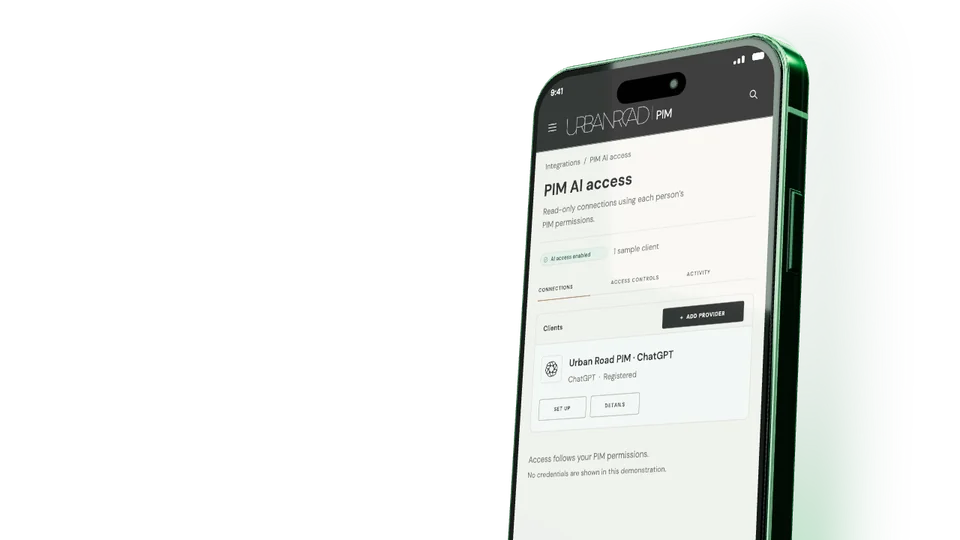 9:41
URBANROAD | PIM
Integrations / PIM AI access
PIM AI access
Read-only connections using each person's
PIM permissions.
AI access enabled
1 sample client
CONNECTIONS
ACCESS CONTROLS
ACTIVITY
Clients
+ ADD PROVIDER
Urban Road PIM · ChatGPT
ChatGPT · Registered
SET UP
DETAILS
Access follows your PIM permissions.
No credentials are shown in this demonstration.